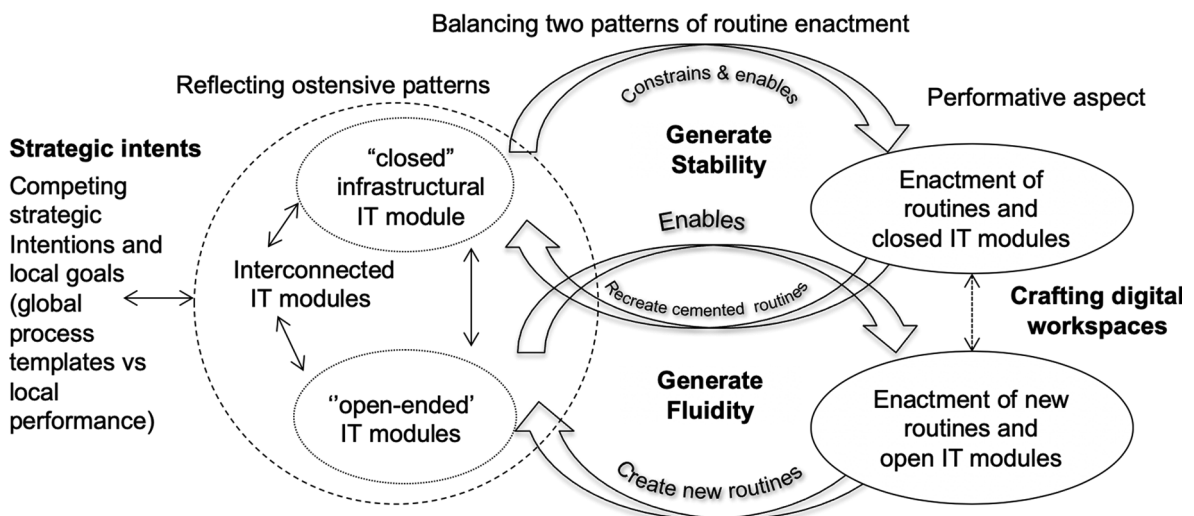 Balancing two patterns of routine enactment
Reflecting ostensive patterns
Constrains & enables
Performative aspect
Strategic intents
Competing
strategic
Intentions and
local goals
(global
process
templates vs
local
performance)
“closed”
infrastructural
IT module
Interconnected
IT modules
‘'open-ended’
IT modules
Generate
Stability
Enables
Recreate cemented routines
Generate
Fluidity
Create new routines
Enactment of
routines and
closed IT modules
Crafting digital
workspaces
Enactment of new
routines and
open IT modules